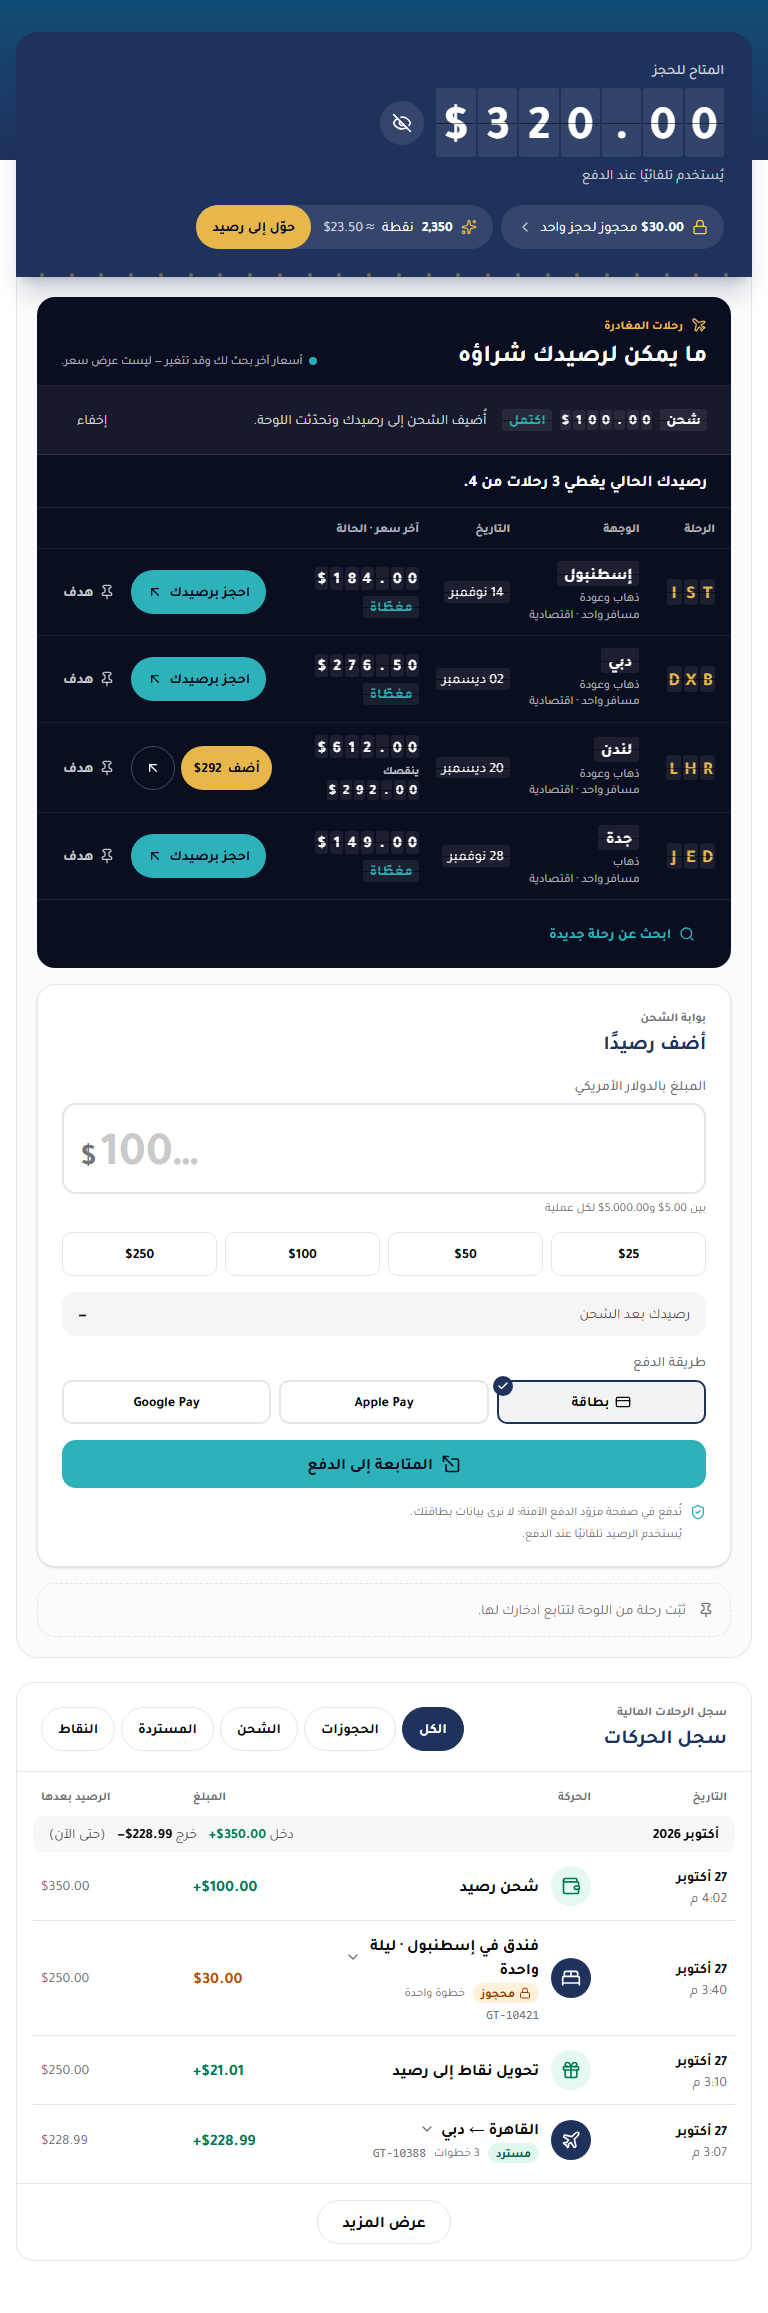 المتاح للحجز
$320.00
يُستخدم تلقائيًا عند الدفع
$30.00 محجوز لحجز واحد
2,350 نقطة ≈ $23.50
حوّل إلى رصيد
رحلات المغادرة
ما يمكن لرصيدك شراؤه
أسعار آخر بحث لك وقد تتغير – ليست عرض سعر.
شحن $100.00 اكتمل أُضيف الشحن إلى رصيدك وتحدّثت اللوحة. إخفاء
رصيدك الحالي يغطي 3 رحلات من 4.
الرحلة الوجهة التاريخ آخر سعر · الحالة
IST إسطنبول 14 نوفمبر $184.00 احجز برصيدك هدف
ذهاب وعودة
مسافر واحد · اقتصادية
مغطّاة
DXB دبي 02 ديسمبر $276.50 احجز برصيدك هدف
ذهاب وعودة
مسافر واحد · اقتصادية
مغطّاة
LHR لندن 20 ديسمبر $612.00 أضف $292 هدف
ذهاب وعودة
مسافر واحد · اقتصادية
ينقصك
$292.00
JED جدة 28 نوفمبر $149.00 احجز برصيدك هدف
ذهاب
مسافر واحد · اقتصادية
مغطّاة
ابحث عن رحلة جديدة
بوابة الشحن
أضف رصيدًا
المبلغ بالدولار الأمريكي
$ 100...
بين $5.00 و$5,000.00 لكل عملية
$25 $50 $100 $250
رصيدك بعد الشحن –
طريقة الدفع
بطاقة Apple Pay Google Pay
المتابعة إلى الدفع
تُدفع في صفحة مزوّد الدفع الآمنة؛ لا نرى بيانات بطاقتك.
يُستخدم الرصيد تلقائيًا عند الدفع.
ثبّت رحلة من اللوحة لتتابع ادخارك لها.
سجل الرحلات المالية
سجل الحركات
الكل الحجوزات الشحن المستردة النقاط
التاريخ الحركة المبلغ الرصيد بعدها
أكتوبر 2026 دخل +$350.00 خرج −$228.99 (حتى الآن)
27 أكتوبر
4:02 م
شحن رصيد +$100.00 $350.00
27 أكتوبر
3:40 م
فندق في إسطنبول · ليلة واحدة
محجوز خطوة واحدة
GT-10421
$30.00 $250.00
27 أكتوبر
3:10 م
تحويل نقاط إلى رصيد +$21.01 $250.00
27 أكتوبر
3:07 م
القاهرة ← دبي
مسترد 3 خطوات GT-10388
+$228.99 $228.99
عرض المزيد